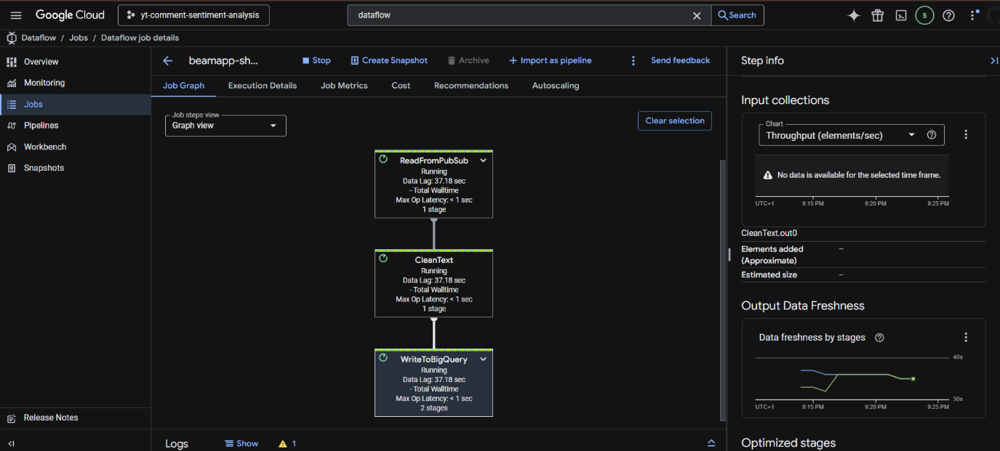 Google Cloud
yt-comment-sentiment-analysis
dataflow
Search
5
Dataflow / Jobs / Dataflow job details
Overview
Monitoring
Jobs
Pipelines
Workbench
Snapshots
Release Notes
beamapp-sh...
Stop
Create Snapshot
Archive
Import as pipeline
Send feedback
Job Graph
Execution Details
Job Metrics
Cost
Recommendations
Autoscaling
Job steps view
Graph view
Clear selection
ReadFromPubSub
Running
Data Lag: 37.18 sec
- Total Walltime
Max Op Latency: < 1 sec
1 stage
CleanText
Running
Data Lag: 37.18 sec
- Total Walltime
Max Op Latency: < 1 sec
1 stage
WriteToBigQuery
Running
Data Lag: 37.18 sec
- Total Walltime
Max Op Latency: < 1 sec
2 stages
Logs
Show
1
Step info
Input collections
Chart
Throughput (elements/sec)
No data is available for the selected time frame.
UTC+1 9:15 PM 9:20 PM 9:25 PM
CleanText.out0
Elements added –
(Approximate)
Estimated size –
Output Data Freshness
Data freshness by stages
40s
30s
UTC+1 9:15 PM 9:20 PM 9:25 PM
Optimized stages